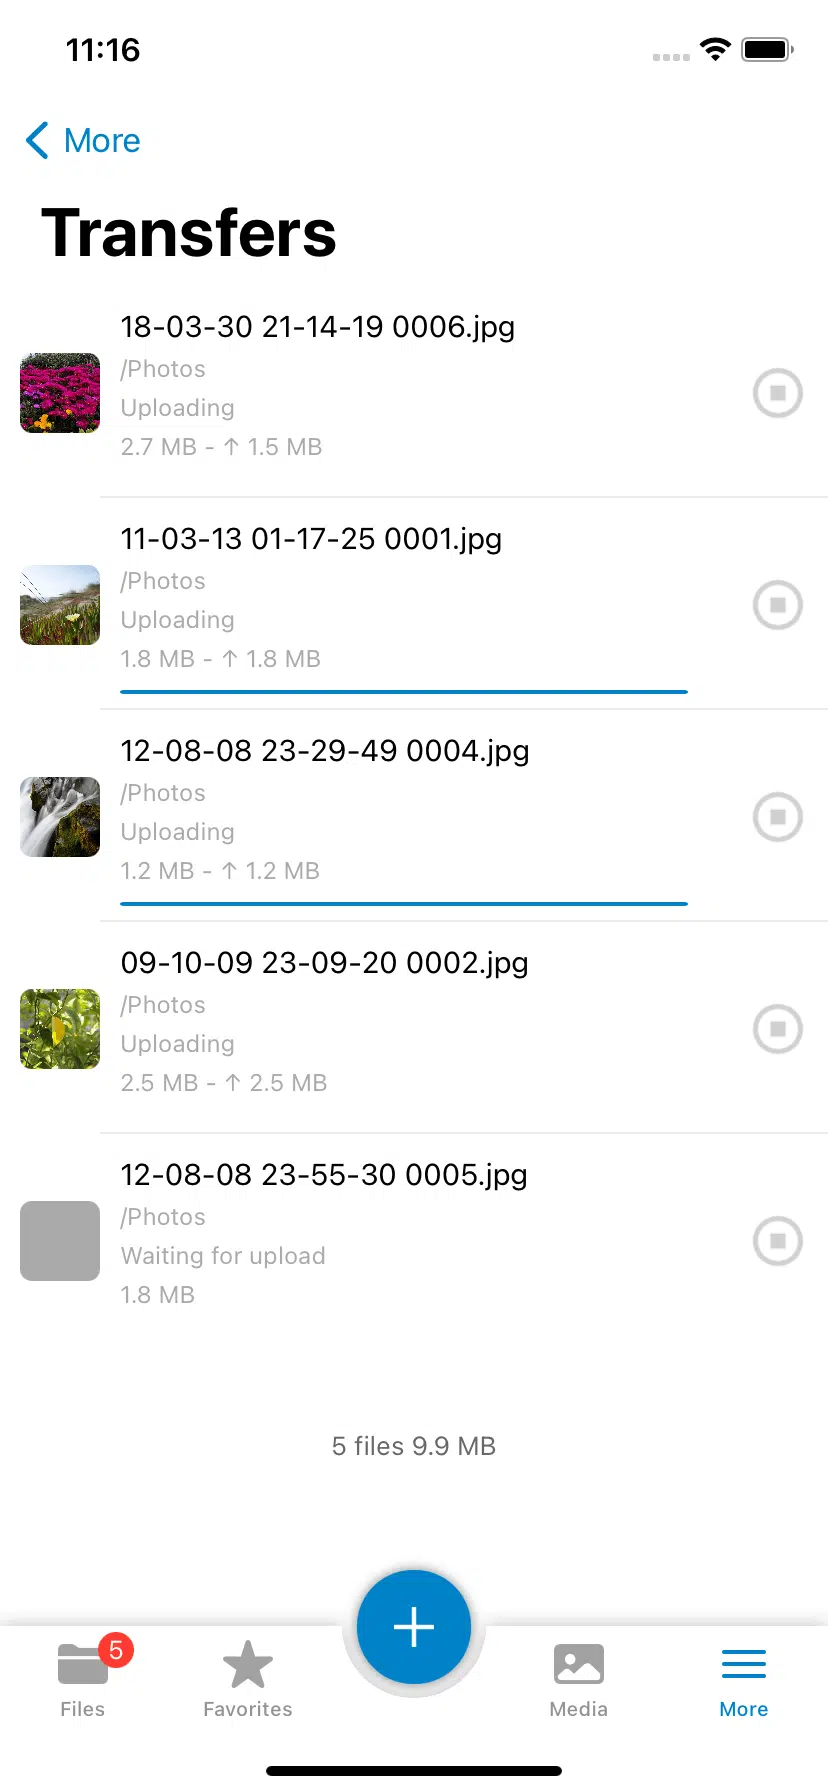 11:16
More
Transfers
18-03-30 21-14-19 0006.jpg
/Photos
Uploading
2.7 MB - ↑ 1.5 MB
11-03-13 01-17-25 0001.jpg
/Photos
Uploading
1.8 MB - ↑ 1.8 MB
12-08-08 23-29-49 0004.jpg
/Photos
Uploading
1.2 MB - ↑ 1.2 MB
09-10-09 23-09-20 0002.jpg
/Photos
Uploading
2.5 MB - ↑ 2.5 MB
12-08-08 23-55-30 0005.jpg
/Photos
Waiting for upload
1.8 MB
5 files 9.9 MB
5
Files
Favorites
Media
More